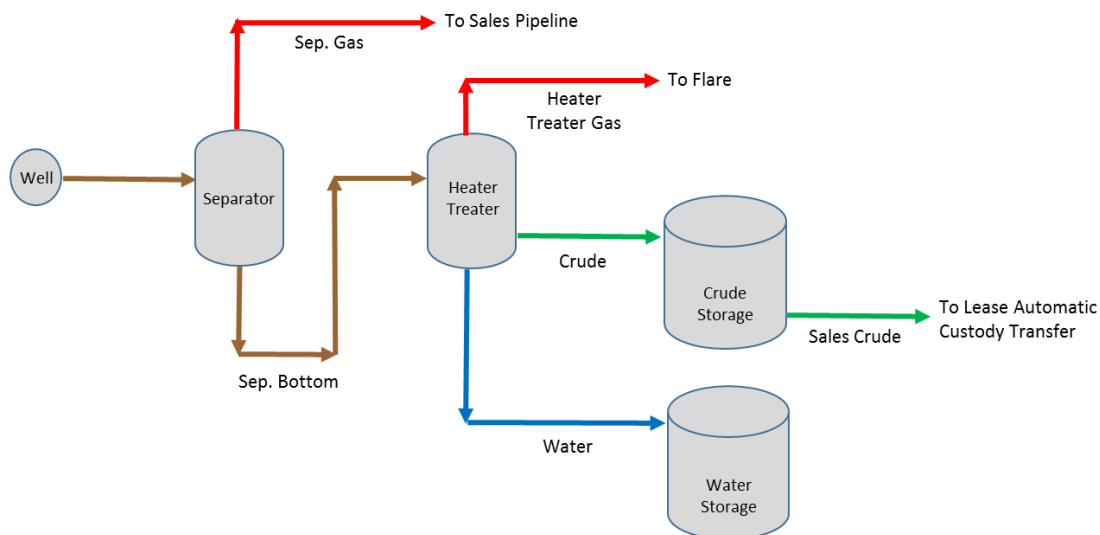 To Sales Pipeline
Sep. Gas
To Flare
Heater
Treater Gas
Well
Separator
Heater
Treater
Crude
Crude
Storage
To Lease Automatic
Custody Transfer
Sales Crude
Sep. Bottom
Water
Water
Storage